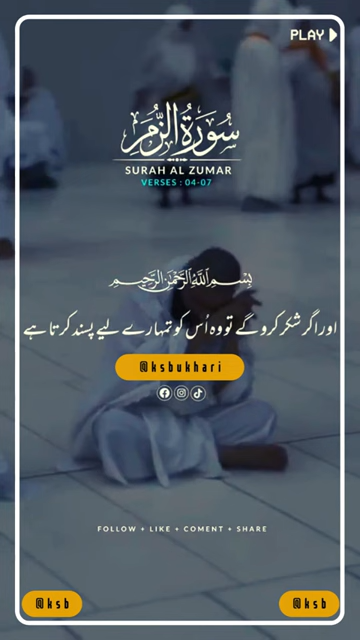 PLAY
سُورَةُ الزُّمَرِ
SURAH AL ZUMAR
VERSES : 04-07
بِسْمِ اللَّهِ الرَّحْمَٰنِ الرَّحِيمِ
اور اگر شکر کرو گے تو وہ اُس کو تمہارے لیے پسند کرتا ہے
@ksbukhari
FOLLOW + LIKE + COMENT + SHARE
@ksb
@ksb